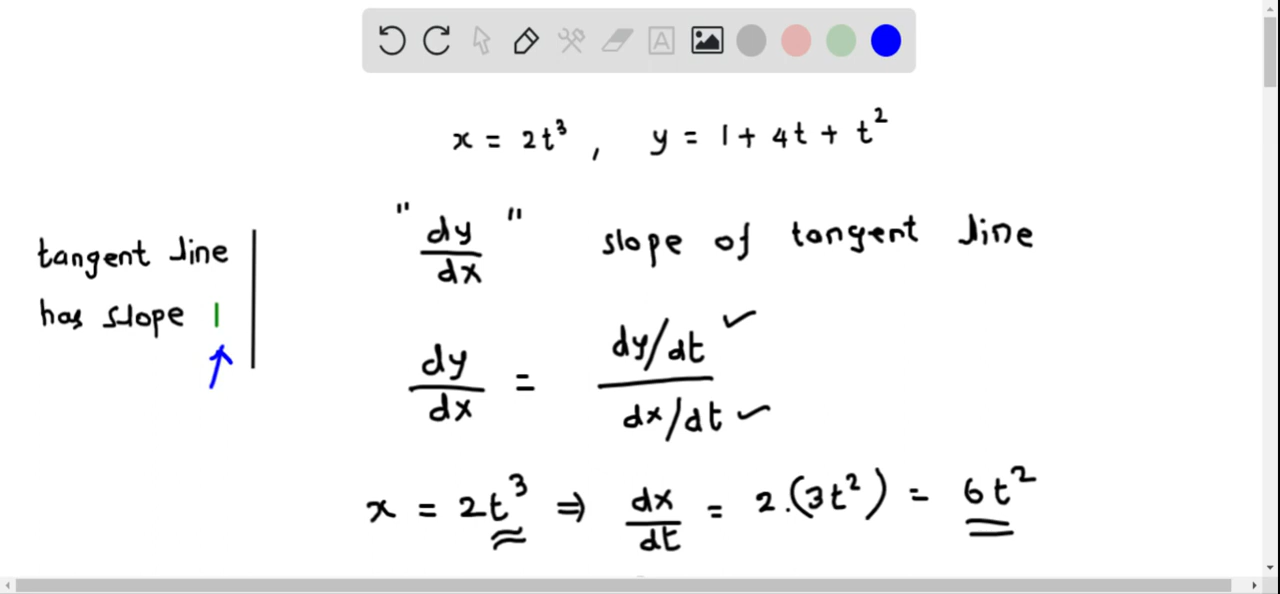 x = 2t³ , y = 1 + 4t + t²
" dy/dx " slope of tangent line
tangent line
has slope 1
dy/dx = (dy/dt)/(dx/dt)
x = 2t³ ⇒ dx/dt = 2.(3t²) = 6t²